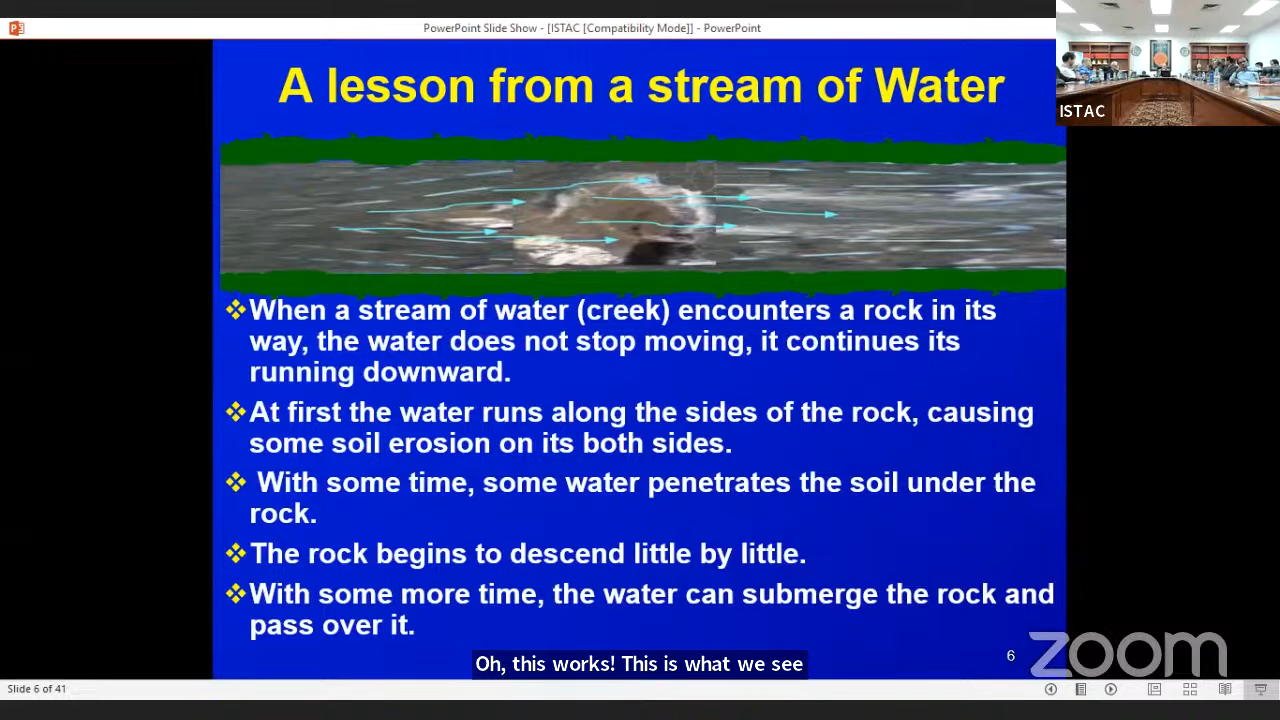 PowerPoint Slide Show - [ISTAC [Compatibility Mode]] - PowerPoint
ISTAC
A lesson from a stream of Water
When a stream of water (creek) encounters a rock in its
way, the water does not stop moving, it continues its
running downward.
At first the water runs along the sides of the rock, causing
some soil erosion on its both sides.
With some time, some water penetrates the soil under the
rock.
The rock begins to descend little by little.
With some more time, the water can submerge the rock and
pass over it.
Oh, this works! This is what we see
6
zoom
Slide 6 of 41